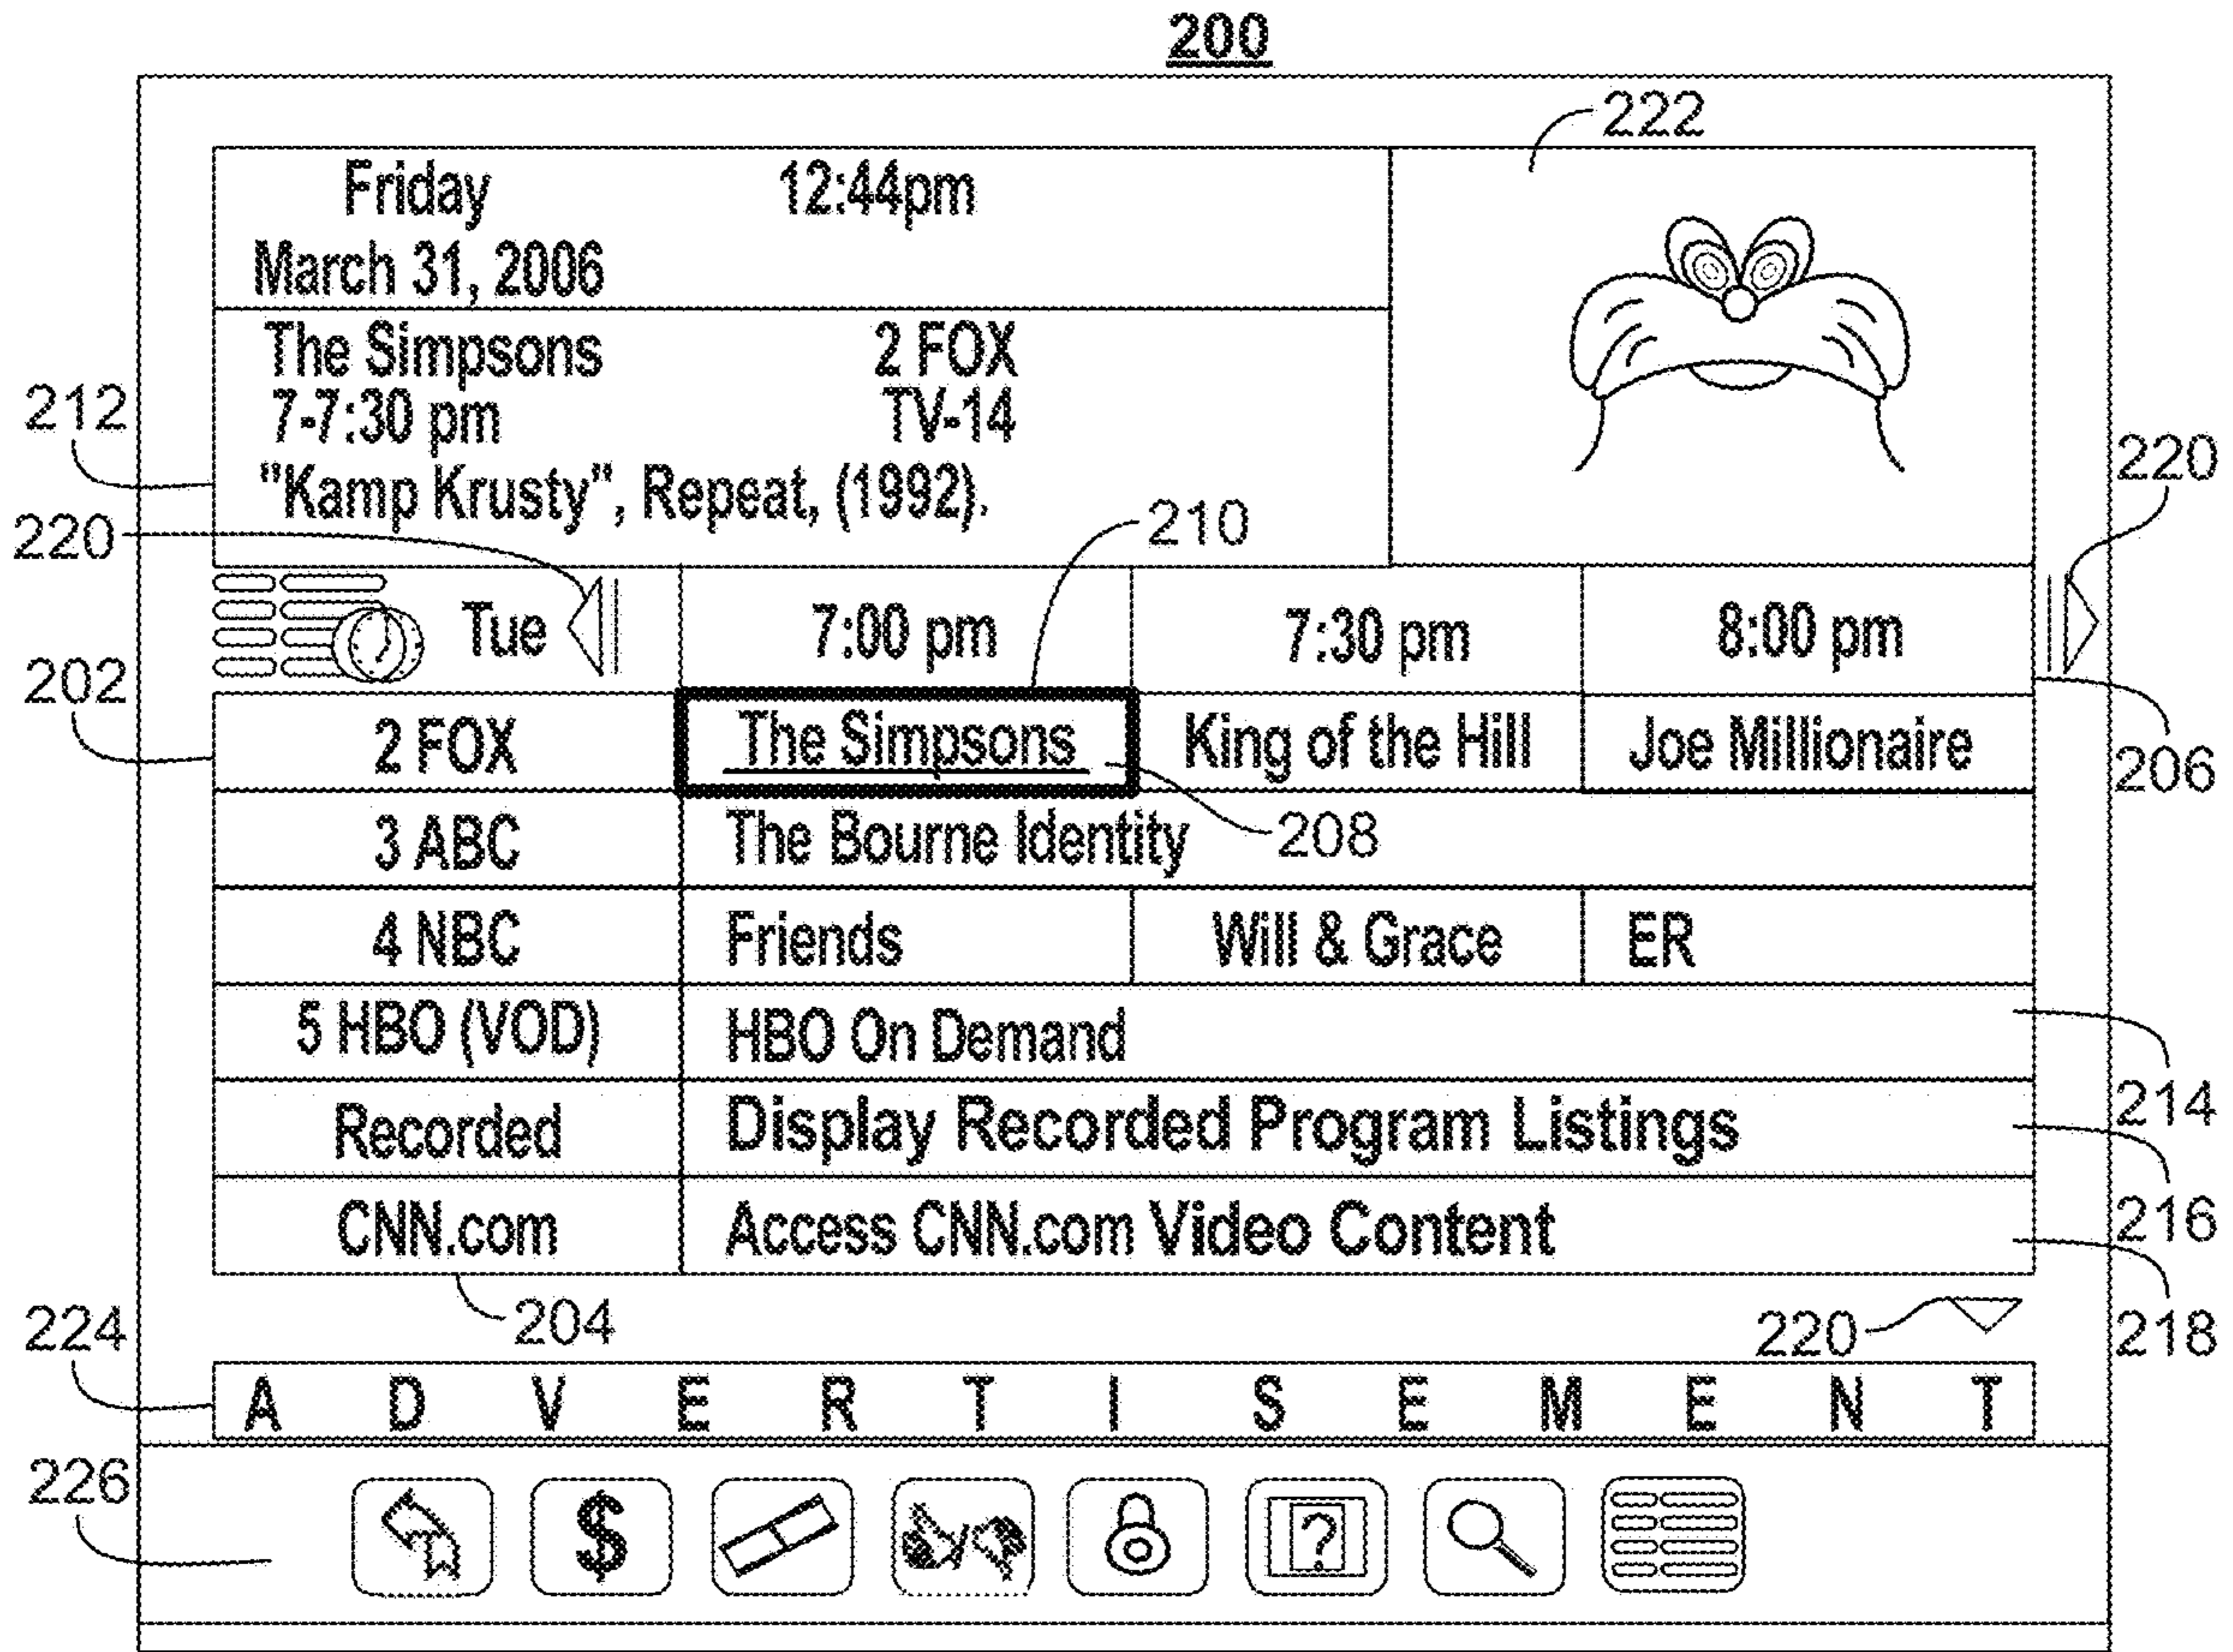 200
222
Friday 12:44pm
March 31, 2006
The Simpsons 2 FOX
212
7-7:30 pm TV-14
220
"Kamp Krusty", Repeat, (1992).
210
220
Tue 7:00 pm 7:30 pm 8:00 pm
202
2 FOX The Simpsons King of the Hill Joe Millionaire
206
3 ABC The Bourne Identity 208
4 NBC Friends Will & Grace ER
5 HBO (VOD) HBO On Demand
214
Recorded Display Recorded Program Listings
216
CNN.com Access CNN.com Video Content
204
220
218
224
A D V E R T I S E M E N T
226
$ ?